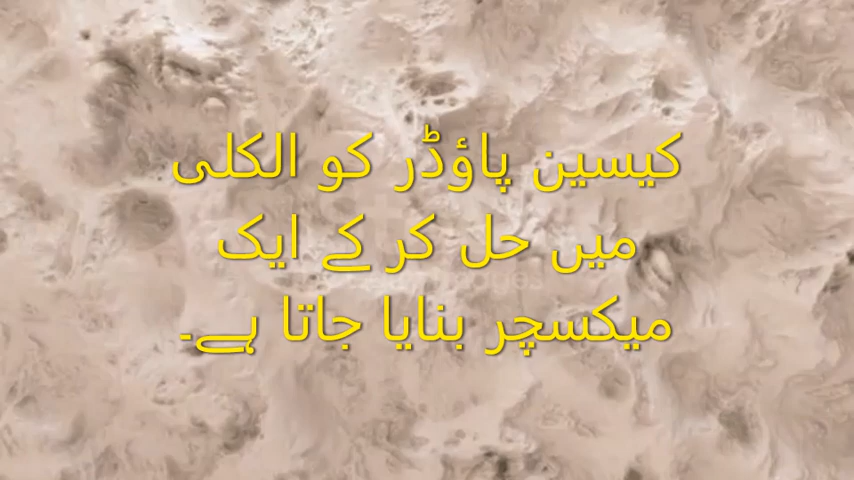 کیسین پاؤڈر کو الکلی
میں حل کر کے ایک
میکسچر بنایا جاتا ہے۔